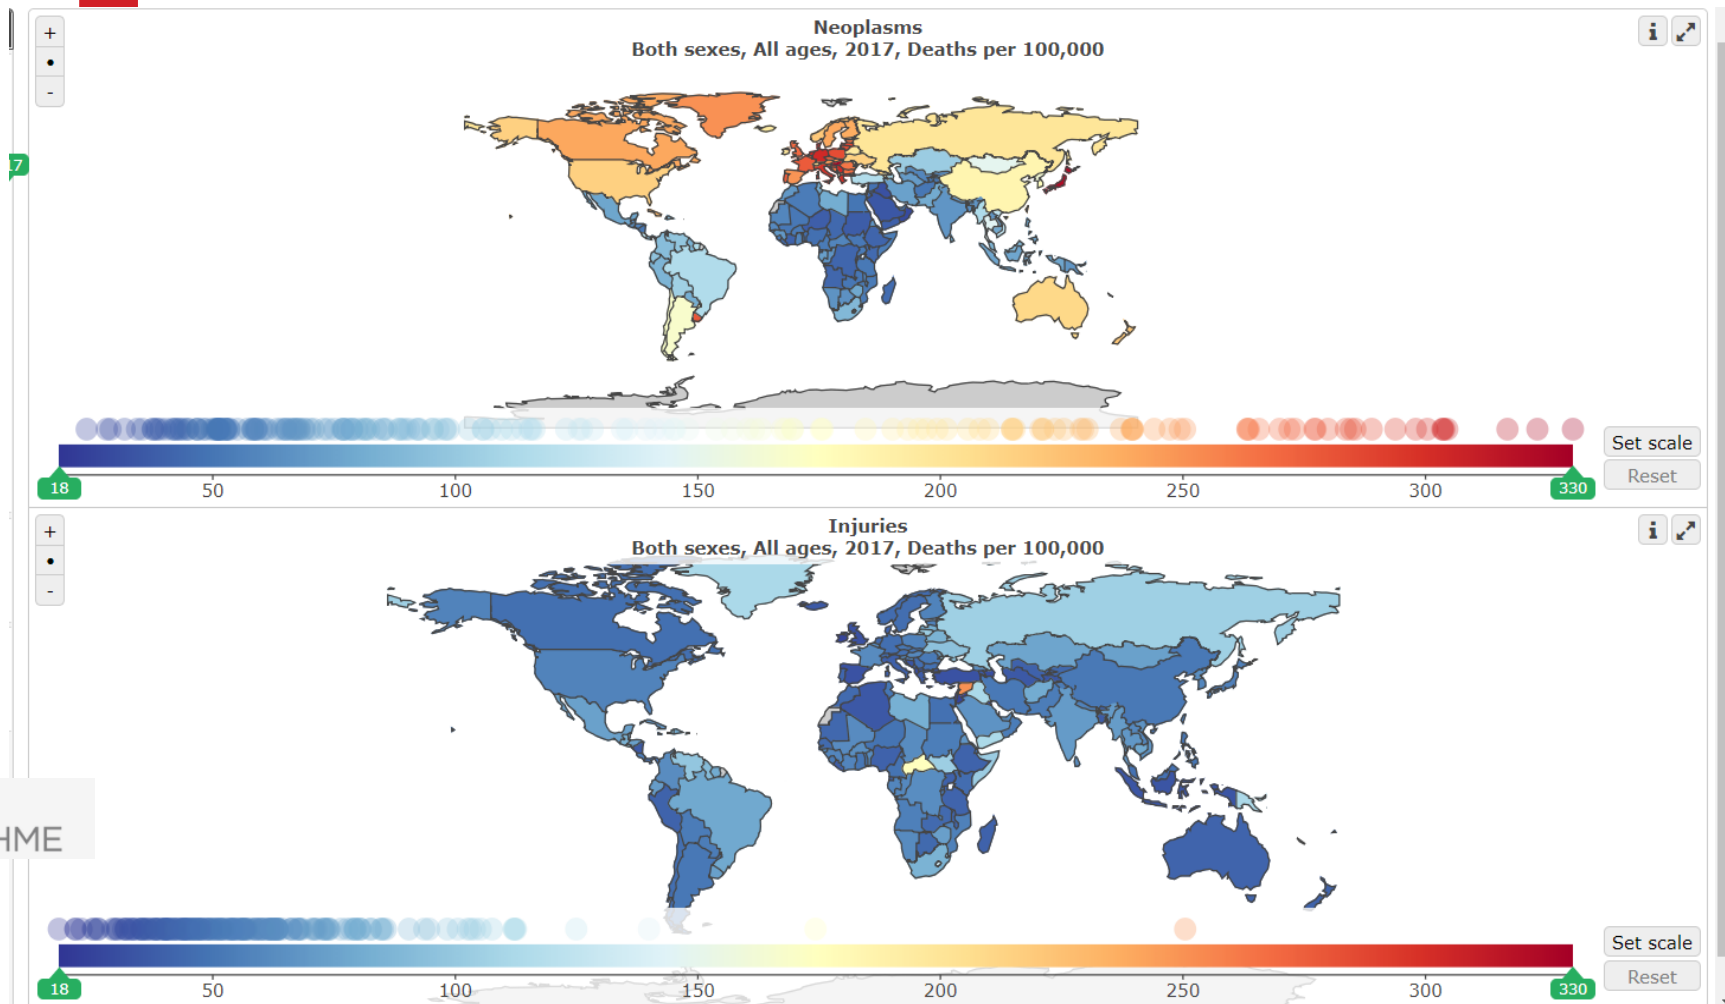 +
-
Neoplasms
Both sexes, All ages, 2017, Deaths per 100,000
i
17
Set scale
Reset
18
50
100
150
200
250
300
330
+
-
Injuries
Both sexes, All ages, 2017, Deaths per 100,000
i
HME
Set scale
Reset
18
50
100
150
200
250
300
330